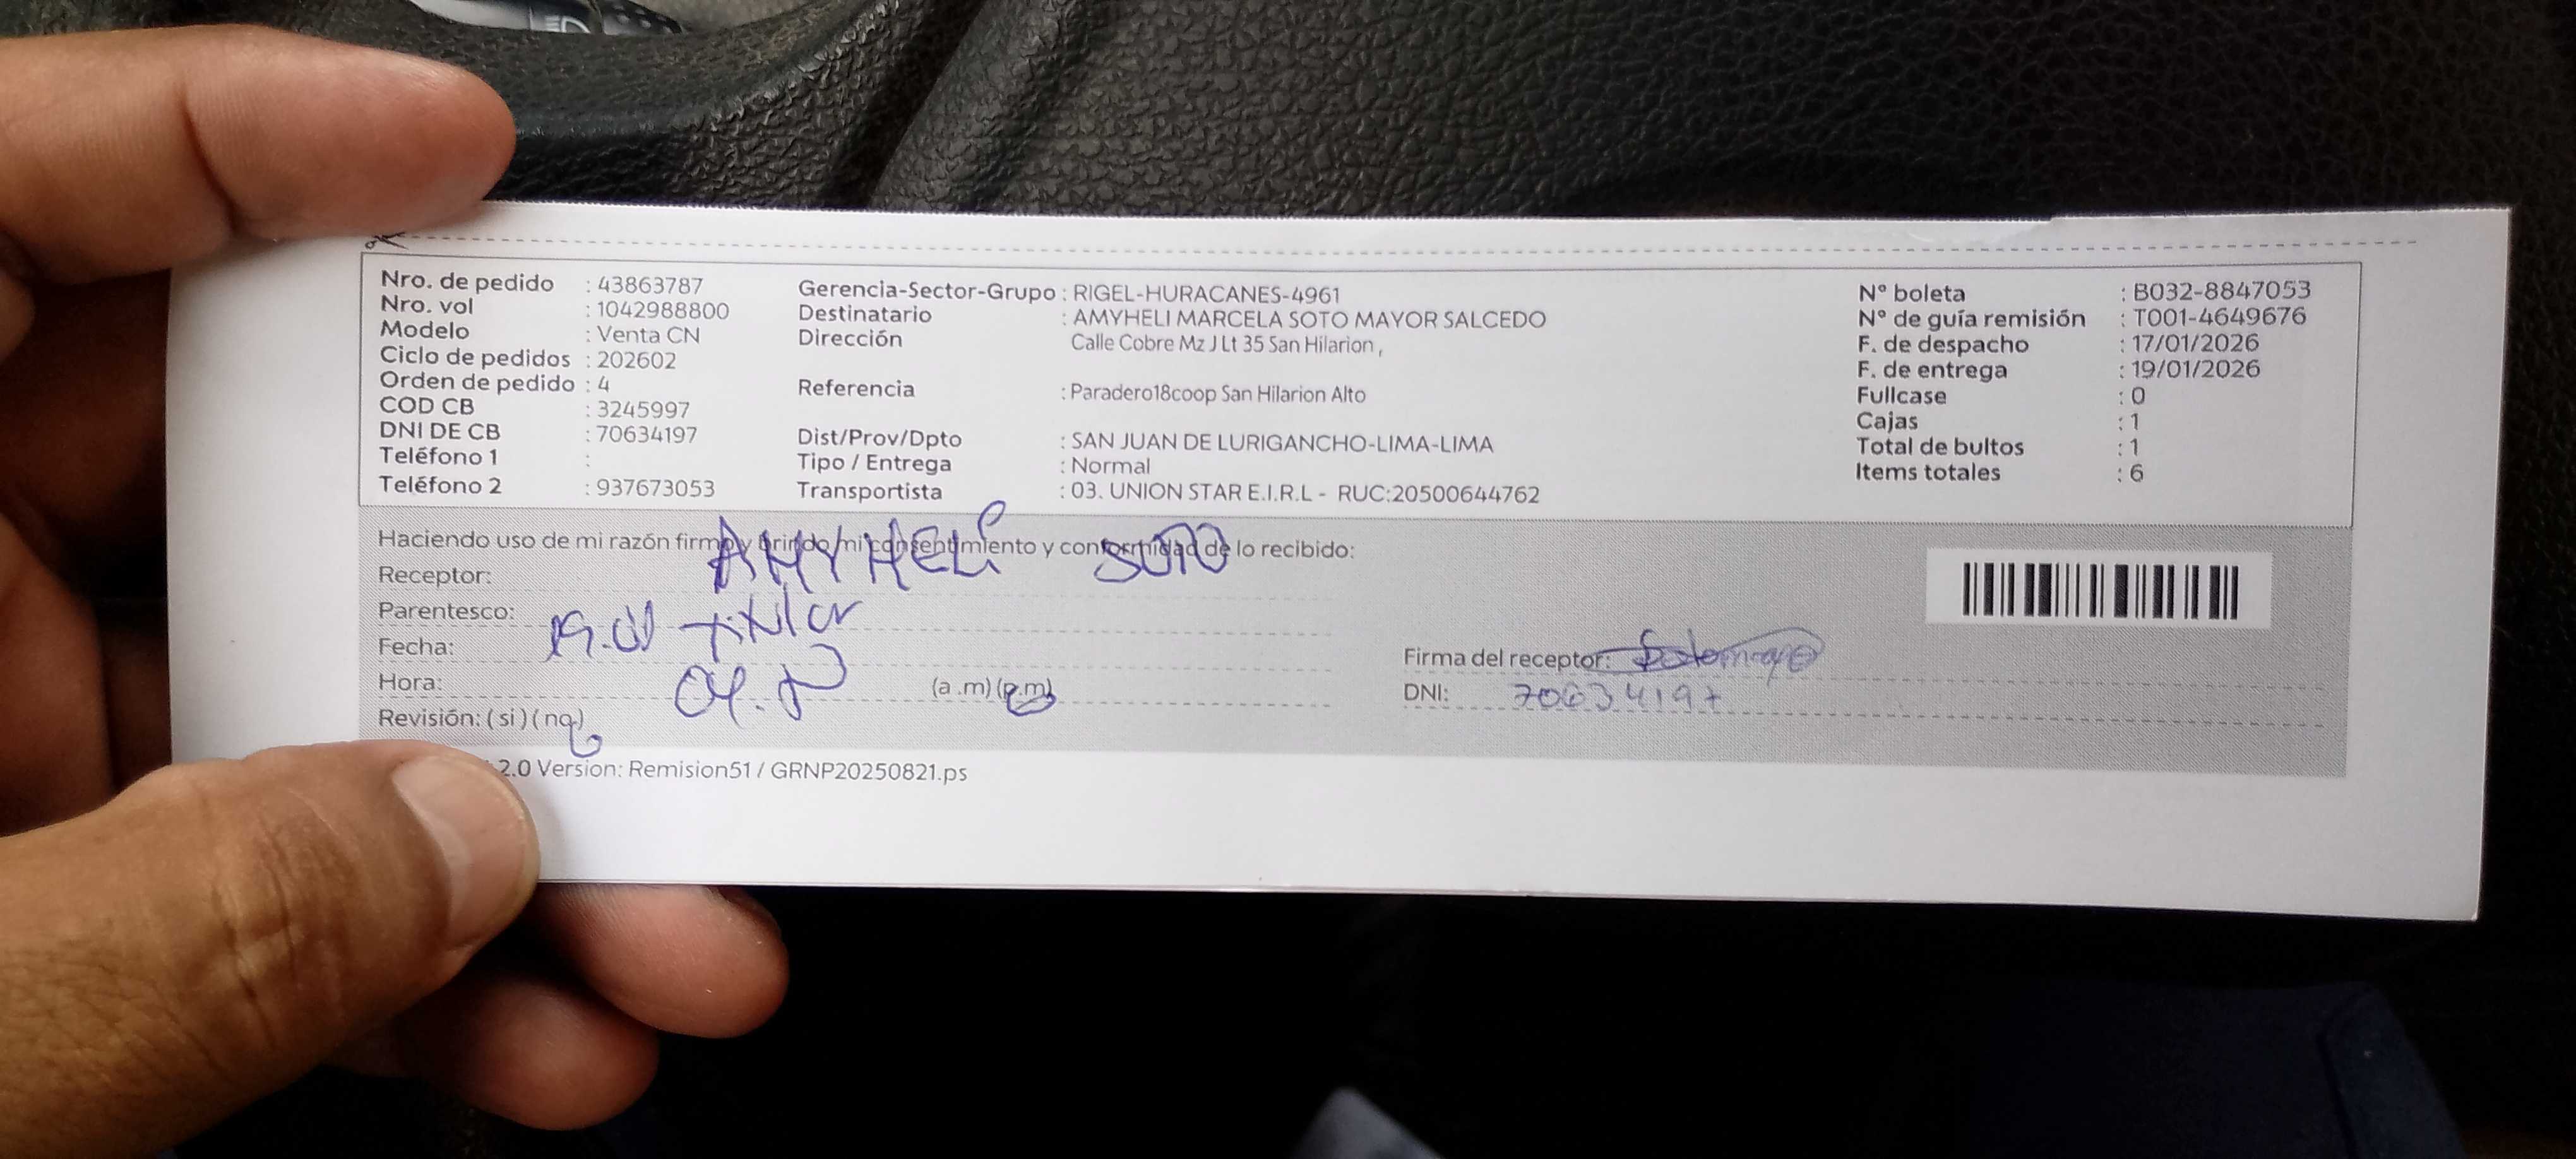 Nro. de pedido : 43863787
Nro. vol : 1042988800
Modelo : Venta CN
Ciclo de pedidos : 202602
Orden de pedido : 4
COD CB : 3245997
DNI DE CB : 70634197
Teléfono 1 :
Teléfono 2 : 937673053
Gerencia-Sector-Grupo : RIGEL-HURACANES-4961
Destinatario : AMYHELI MARCELA SOTO MAYOR SALCEDO
Dirección Calle Cobre Mz J Lt 35 San Hilarion ,
Referencia : Paradero18coop San Hilarion Alto
Dist/Prov/Dpto : SAN JUAN DE LURIGANCHO-LIMA-LIMA
Tipo / Entrega : Normal
Transportista : 03. UNION STAR E.I.R.L - RUC:20500644762
N° boleta : B032-8847053
N° de guía remisión : T001-4649676
F. de despacho : 17/01/2026
F. de entrega : 19/01/2026
Fullcase : 0
Cajas : 1
Total de bultos : 1
Items totales : 6
Haciendo uso de mi razón firmo y brindo mi consentimiento y conformidad de lo recibido:
Receptor: AMYHELI SOTO
Parentesco: titular
Fecha: 19.01
Hora: (a .m) (p.m)
Revisión: ( si ) ( no )
Firma del receptor:
DNI: 70634197
2.0 Version: Remision51 / GRNP20250821.ps